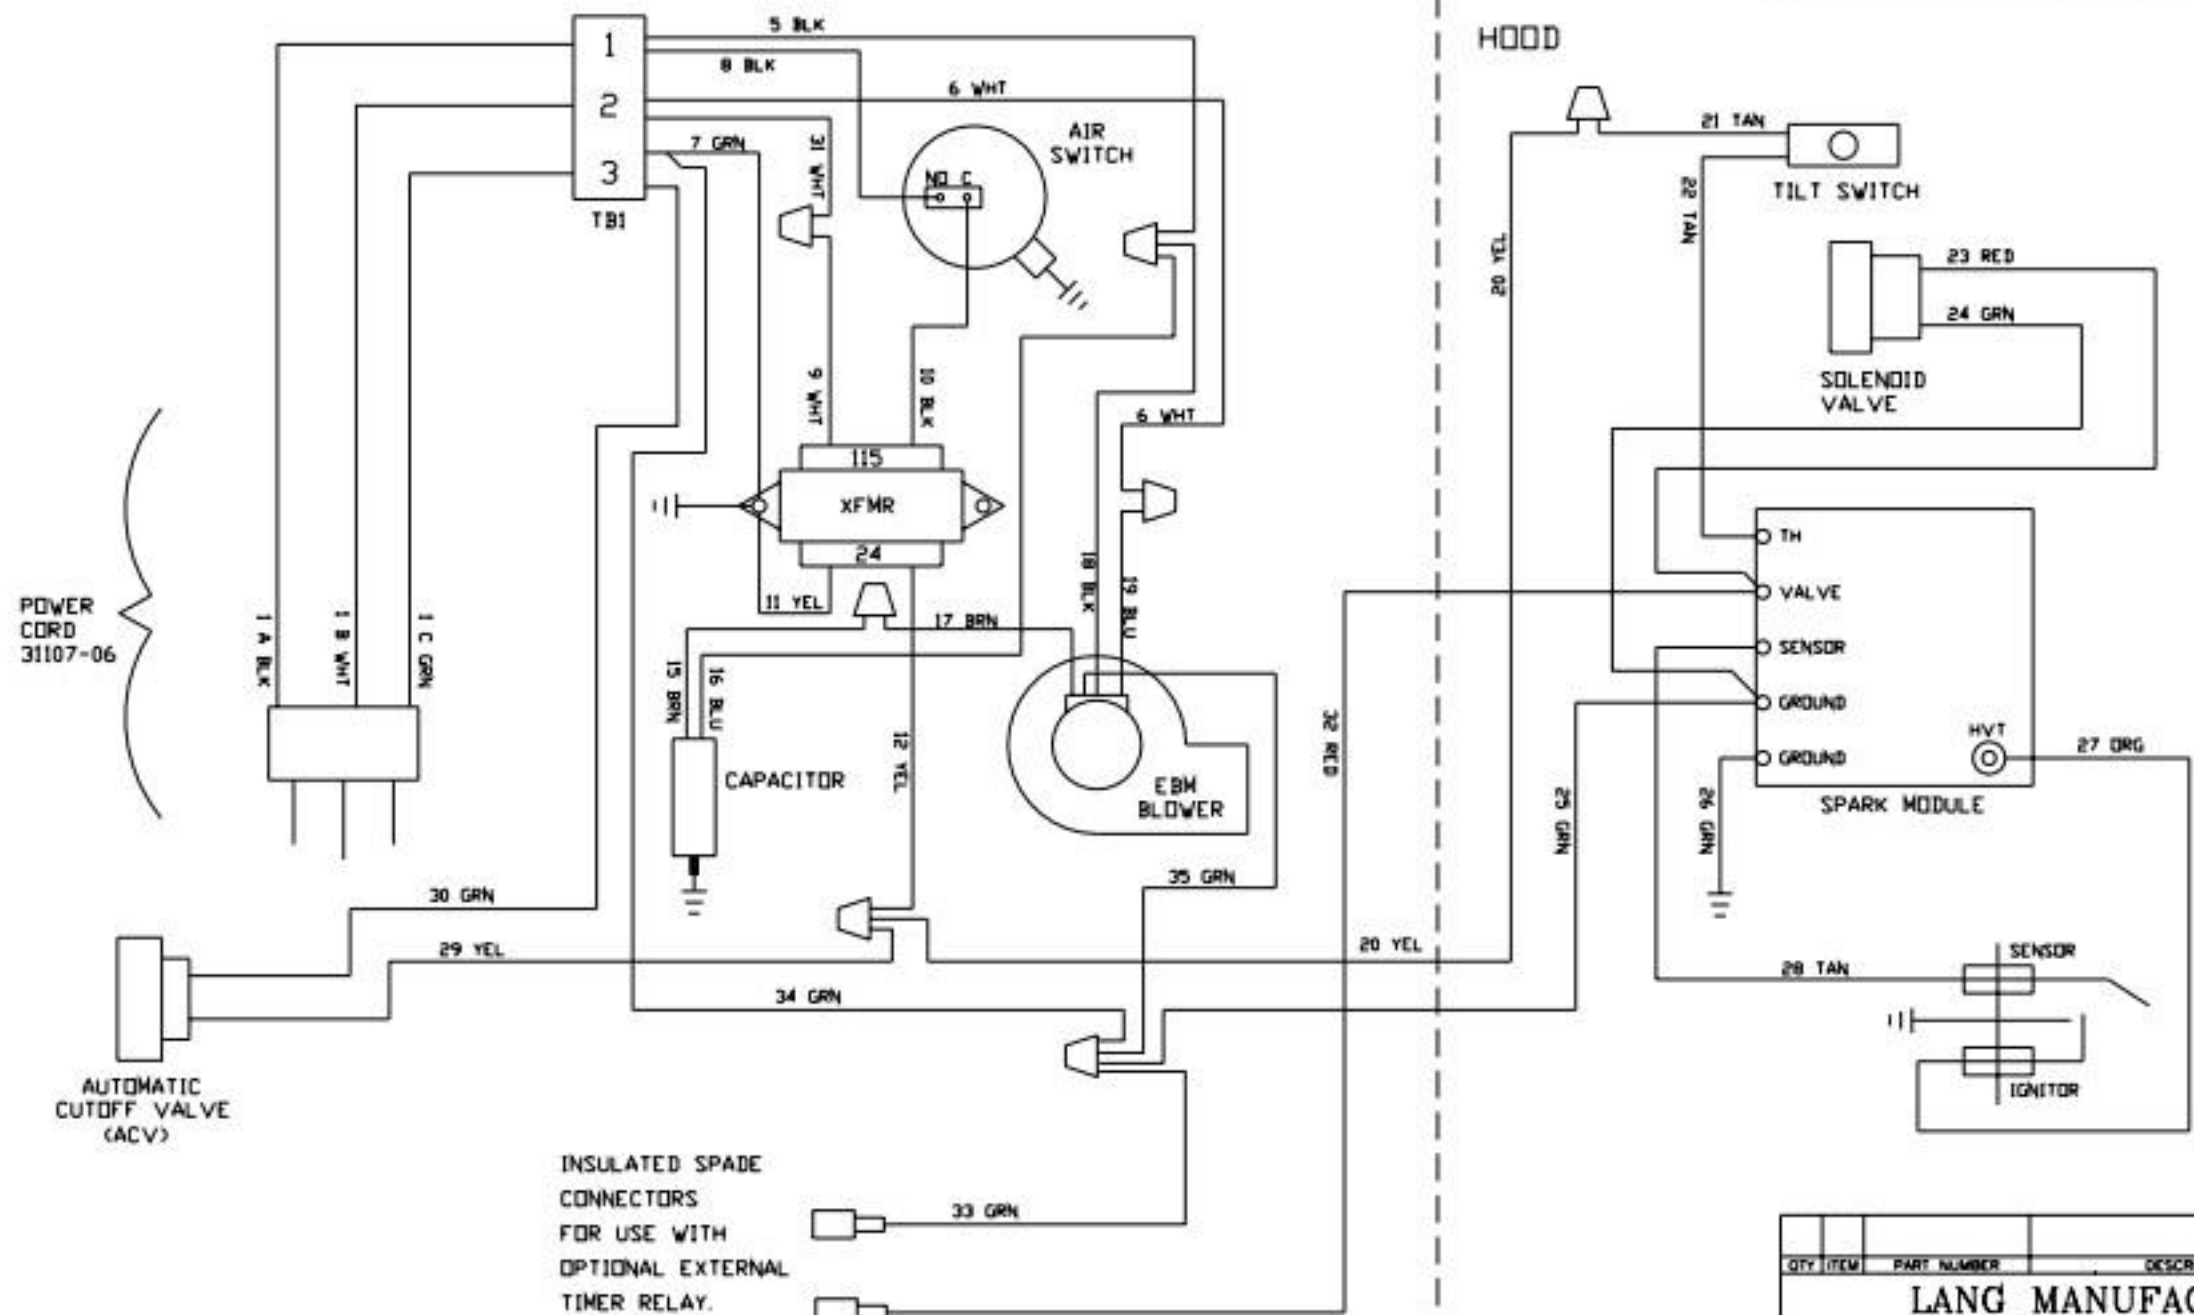 5 BLK
8 BLK
6 WHT
1
2
3
TB1
7 GRN
31 WHT
AIR
SWITCH
NO C
HOOD
21 TAN
TILT SWITCH
22 TAN
20 YEL
23 RED
24 GRN
SOLENOID
VALVE
9 WHT
10 BLK
6 WHT
115
XFMR
24
11 YEL
17 BRN
18 BLK
19 BLU
POWER
CORD
31107-06
1 A BLK
1 B WHT
1 C GRN
15 BRN
16 BLU
CAPACITOR
12 YEL
EBM
BLOWER
32 RED
TH
VALVE
SENSOR
GROUND
GROUND
HVT
27 ORG
SPARK MODULE
25 GRN
26 GRN
30 GRN
35 GRN
29 YEL
20 YEL
34 GRN
28 TAN
SENSOR
IGNITOR
AUTOMATIC
CUTOFF VALVE
(ACV)
INSULATED SPADE
CONNECTORS
FOR USE WITH
OPTIONAL EXTERNAL
TIMER RELAY.
33 GRN
QTY ITEM PART NUMBER DESCR
LANG MANUFAC